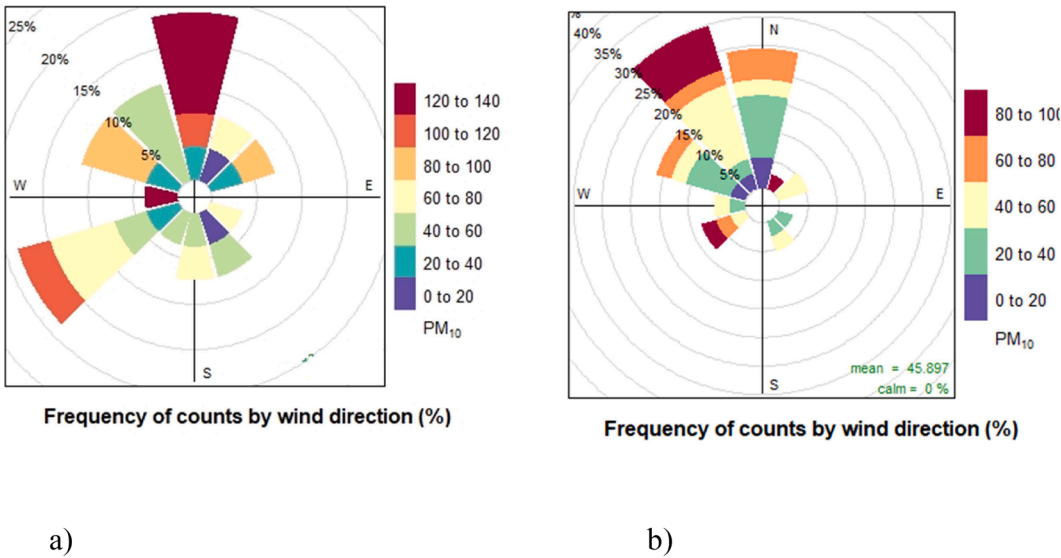 25%
20%
15%
10%
5%
W
E
S
120 to 140
100 to 120
80 to 100
60 to 80
40 to 60
20 to 40
0 to 20
PM₁₀
Frequency of counts by wind direction (%)
a)
40%
35%
30%
25%
20%
15%
10%
5%
N
W
E
S
mean = 45.897
calm = 0 %
80 to 100
60 to 80
40 to 60
20 to 40
0 to 20
PM₁₀
Frequency of counts by wind direction (%)
b)